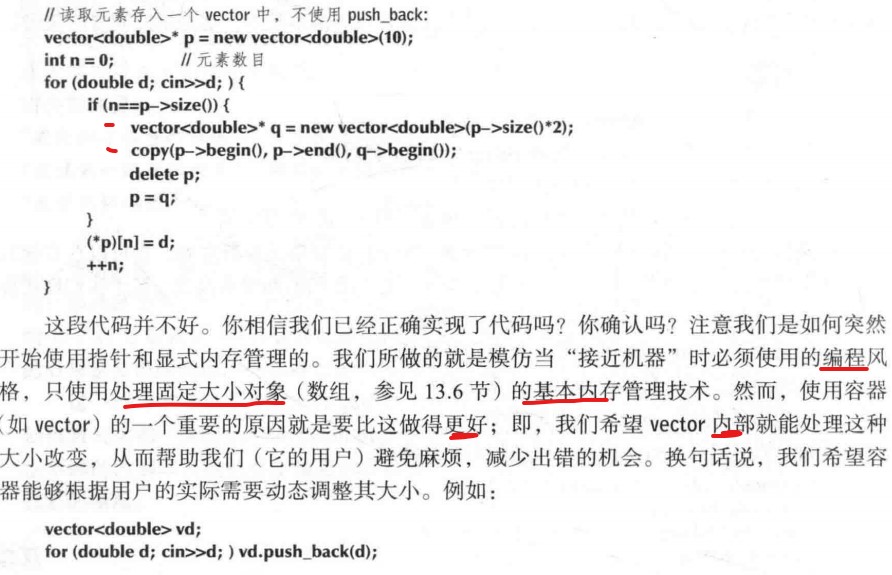 // 读取元素存入一个 vector 中，不使用 push_back:
vector<double>* p = new vector<double>(10);
int n = 0; // 元素数目
for (double d; cin>>d; ) {
if (n==p->size()) {
vector<double>* q = new vector<double>(p->size()*2);
copy(p->begin(), p->end(), q->begin());
delete p;
p = q;
}
(*p)[n] = d;
++n;
}
这段代码并不好。你相信我们已经正确实现了代码吗？你确认吗？注意我们是如何突然
开始使用指针和显式内存管理的。我们所做的就是模仿当“接近机器”时必须使用的编程风
格，只使用处理固定大小对象（数组，参见 13.6 节）的基本内存管理技术。然而，使用容器
（如 vector）的一个重要的原因就是要比这做得更好；即，我们希望 vector 内部就能处理这种
大小改变，从而帮助我们（它的用户）避免麻烦，减少出错的机会。换句话说，我们希望容
器能够根据用户的实际需要动态调整其大小。例如：
vector<double> vd;
for (double d; cin>>d; ) vd.push_back(d);